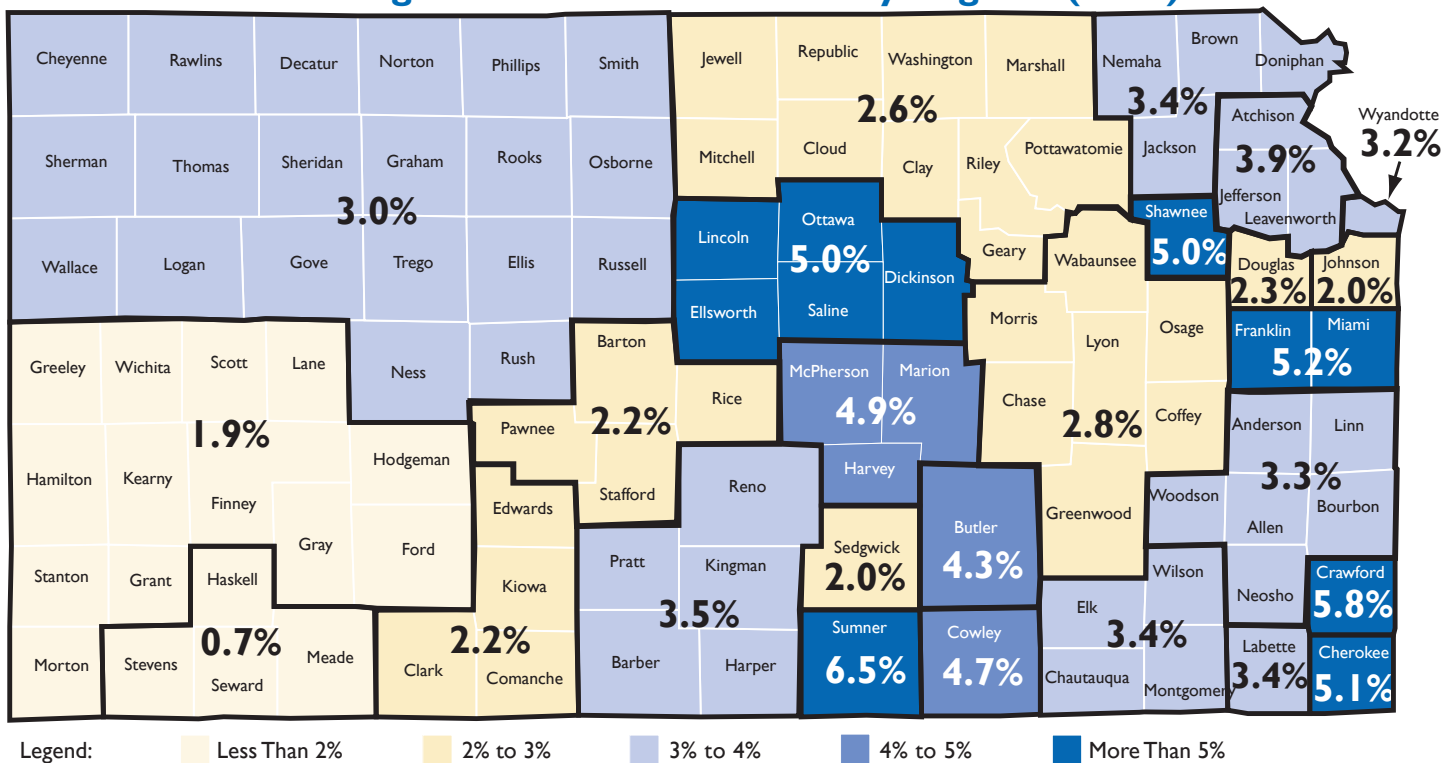 Cheyenne Rawlins Decatur Norton Phillips Smith Jewell Republic Washington Marshall Nemaha Brown Doniphan
2.6% 3.4%
Atchison Wyandotte
3.2%
Mitchell Cloud Clay Riley Pottawatomie Jackson
3.9%
Sherman Thomas Sheridan Graham Rooks Osborne
3.0%
Jefferson
Leavenworth
Lincoln Ottawa Shawnee
5.0% 5.0%
Wallace Logan Gove Trego Ellis Russell Dickinson Geary Wabaunsee Douglas Johnson
2.3% 2.0%
Ellsworth Saline Morris Osage Franklin Miami
5.2%
Greeley Wichita Scott Lane Ness Rush Barton McPherson Marion Lyon
1.9% 2.2% 4.9% 2.8%
Pawnee Rice Chase Coffey Anderson Linn
Hamilton Kearny Hodgeman Stafford Harvey
3.3%
Finney Edwards Reno Butler Greenwood Woodson Allen Bourbon
4.3%
Gray Ford Sedgwick
2.0%
Stanton Grant Haskell Kiowa Pratt Kingman Wilson Neosho Crawford
5.8%
0.7% 2.2% 3.5%
Elk
3.4%
Morton Stevens Seward Meade Clark Comanche Barber Harper Sumner Cowley Chautauqua Montgomery Labette Cherokee
6.5% 4.7% 3.4% 5.1%
Legend: Less Than 2% 2% to 3% 3% to 4% 4% to 5% More Than 5%